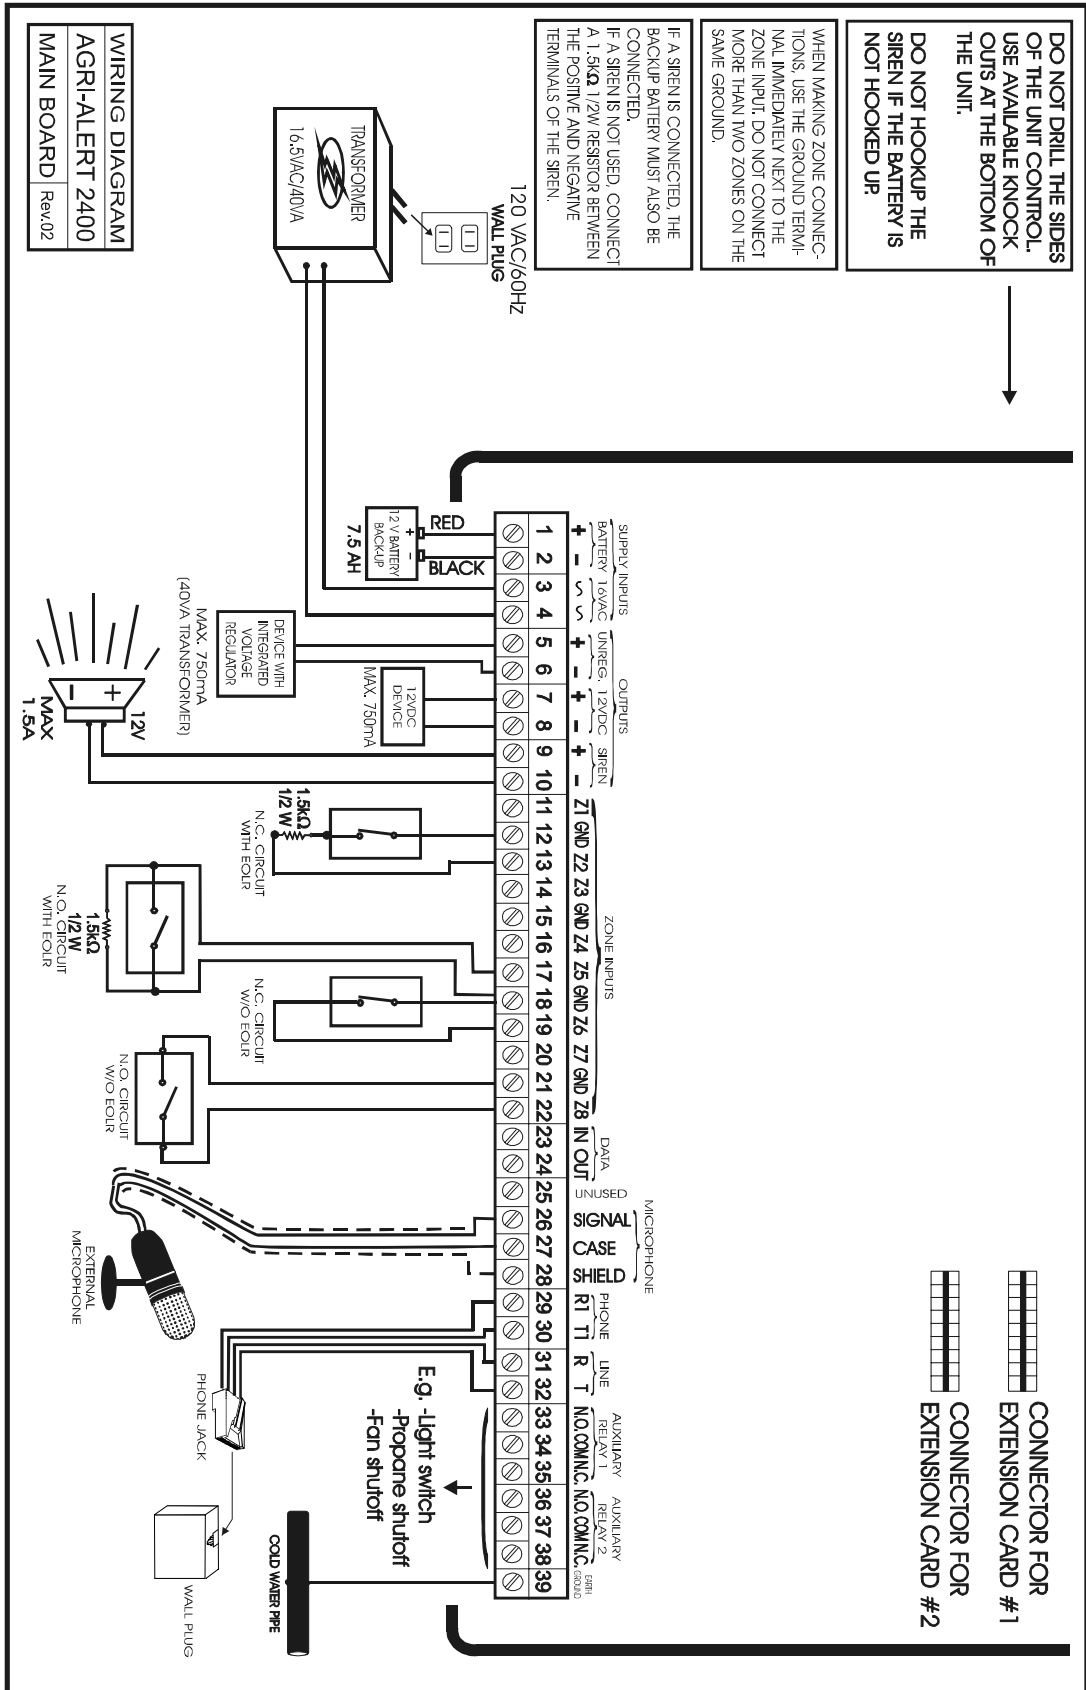 DO NOT DRILL THE SIDES
OF THE UNIT CONTROL.
USE AVAILABLE KNOCK
OUTS AT THE BOTTOM OF
THE UNIT.
DO NOT HOOKUP THE
SIREN IF THE BATTERY IS
NOT HOOKED UP.
WHEN MAKING ZONE CONNEC-
TIONS, USE THE GROUND TERMI-
NAL IMMEDIATELY NEXT TO THE
ZONE INPUT. DO NOT CONNECT
MORE THAN TWO ZONES ON THE
SAME GROUND.
IF A SIREN IS CONNECTED, THE
BACKUP BATTERY MUST ALSO BE
CONNECTED.
IF A SIREN IS NOT USED, CONNECT
A 1.5KΩ 1/2W RESISTOR BETWEEN
THE POSITIVE AND NEGATIVE
TERMINALS OF THE SIREN.
120 VAC/60Hz
WALL PLUG
TRANSFORMER
16.5VAC/40VA
WIRING DIAGRAM
AGRI-ALERT 2400
MAIN BOARD Rev.02
CONNECTOR FOR
EXTENSION CARD #1
CONNECTOR FOR
EXTENSION CARD #2
SUPPLY INPUTS
OUTPUTS
ZONE INPUTS
DATA
MICROPHONE
PHONE
LINE
AUXILIARY
RELAY 1
AUXILIARY
RELAY 2
BATTERY 16VAC UNREG. 12VDC SIREN
UNUSED
EARTH
GROUND
+ - ~ ~ + - + - + - Z1 GND Z2 Z3 GND Z4 Z5 GND Z6 Z7 GND Z8 IN OUT SIGNAL CASE SHIELD R1 T1 R T N.O. COM N.C. N.O. COM N.C.
1 2 3 4 5 6 7 8 9 10 11 12 13 14 15 16 17 18 19 20 21 22 23 24 25 26 27 28 29 30 31 32 33 34 35 36 37 38 39
RED
BLACK
+ -
12 V BATTERY
BACK-UP
7.5 AH
DEVICE WITH
INTEGRATED
VOLTAGE
REGULATOR
MAX. 750mA
(40VA TRANSFORMER)
12VDC
DEVICE
MAX. 750mA
12V
+
-
MAX
1.5A
1.5kΩ
1/2 W
N.C. CIRCUIT
WITH EOLR
1.5kΩ
1/2 W
N.O. CIRCUIT
WITH EOLR
N.C. CIRCUIT
W/O EOLR
N.O. CIRCUIT
W/O EOLR
EXTERNAL
MICROPHONE
PHONE JACK
WALL PLUG
E.g. -Light switch
-Propane shutoff
-Fan shutoff
COLD WATER PIPE